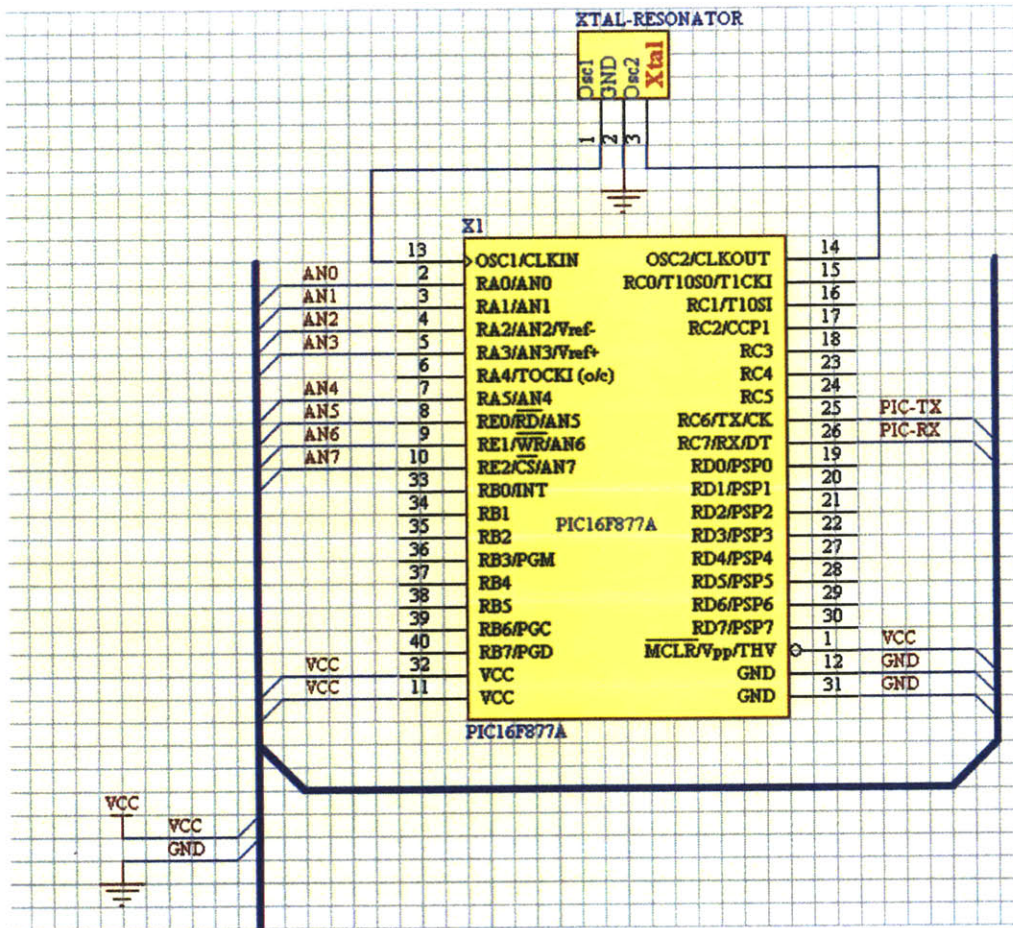 XTAL-RESONATOR
Osc1
GND
Osc2
Xtal
1
2
3
X1
13 OSC1/CLKIN OSC2/CLKOUT 14
AN0 2 RA0/AN0 RC0/T10S0/T1CKI 15
AN1 3 RA1/AN1 RC1/T10SI 16
AN2 4 RA2/AN2/Vref- RC2/CCP1 17
AN3 5 RA3/AN3/Vref+ RC3 18
6 RA4/TOCKI (o/c) RC4 23
AN4 7 RA5/AN4 RC5 24
AN5 8 RE0/RD/AN5 RC6/TX/CK 25 PIC-TX
AN6 9 RE1/WR/AN6 RC7/RX/DT 26 PIC-RX
AN7 10 RE2/CS/AN7 RD0/PSP0 19
33 RB0/INT RD1/PSP1 20
34 RB1 RD2/PSP2 21
PIC16F877A
35 RB2 RD3/PSP3 22
36 RB3/PGM RD4/PSP4 27
37 RB4 RD5/PSP5 28
38 RB5 RD6/PSP6 29
39 RB6/PGC RD7/PSP7 30
40 RB7/PGD MCLR/Vpp/THV 1 VCC
VCC 32 VCC GND 12 GND
VCC 11 VCC GND 31 GND
PIC16F877A
VCC
VCC
GND